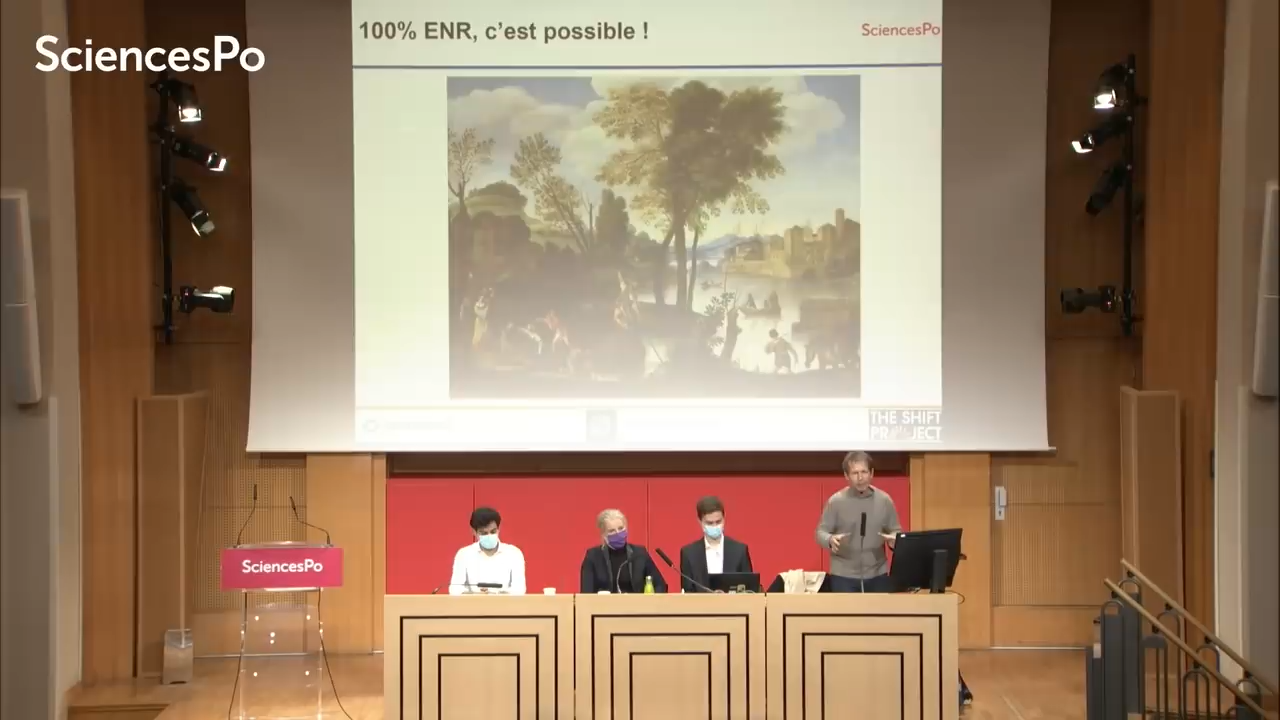 SciencesPo
100% ENR, c'est possible !
SciencesPo
THE SHIFT
PROJECT
SciencesPo